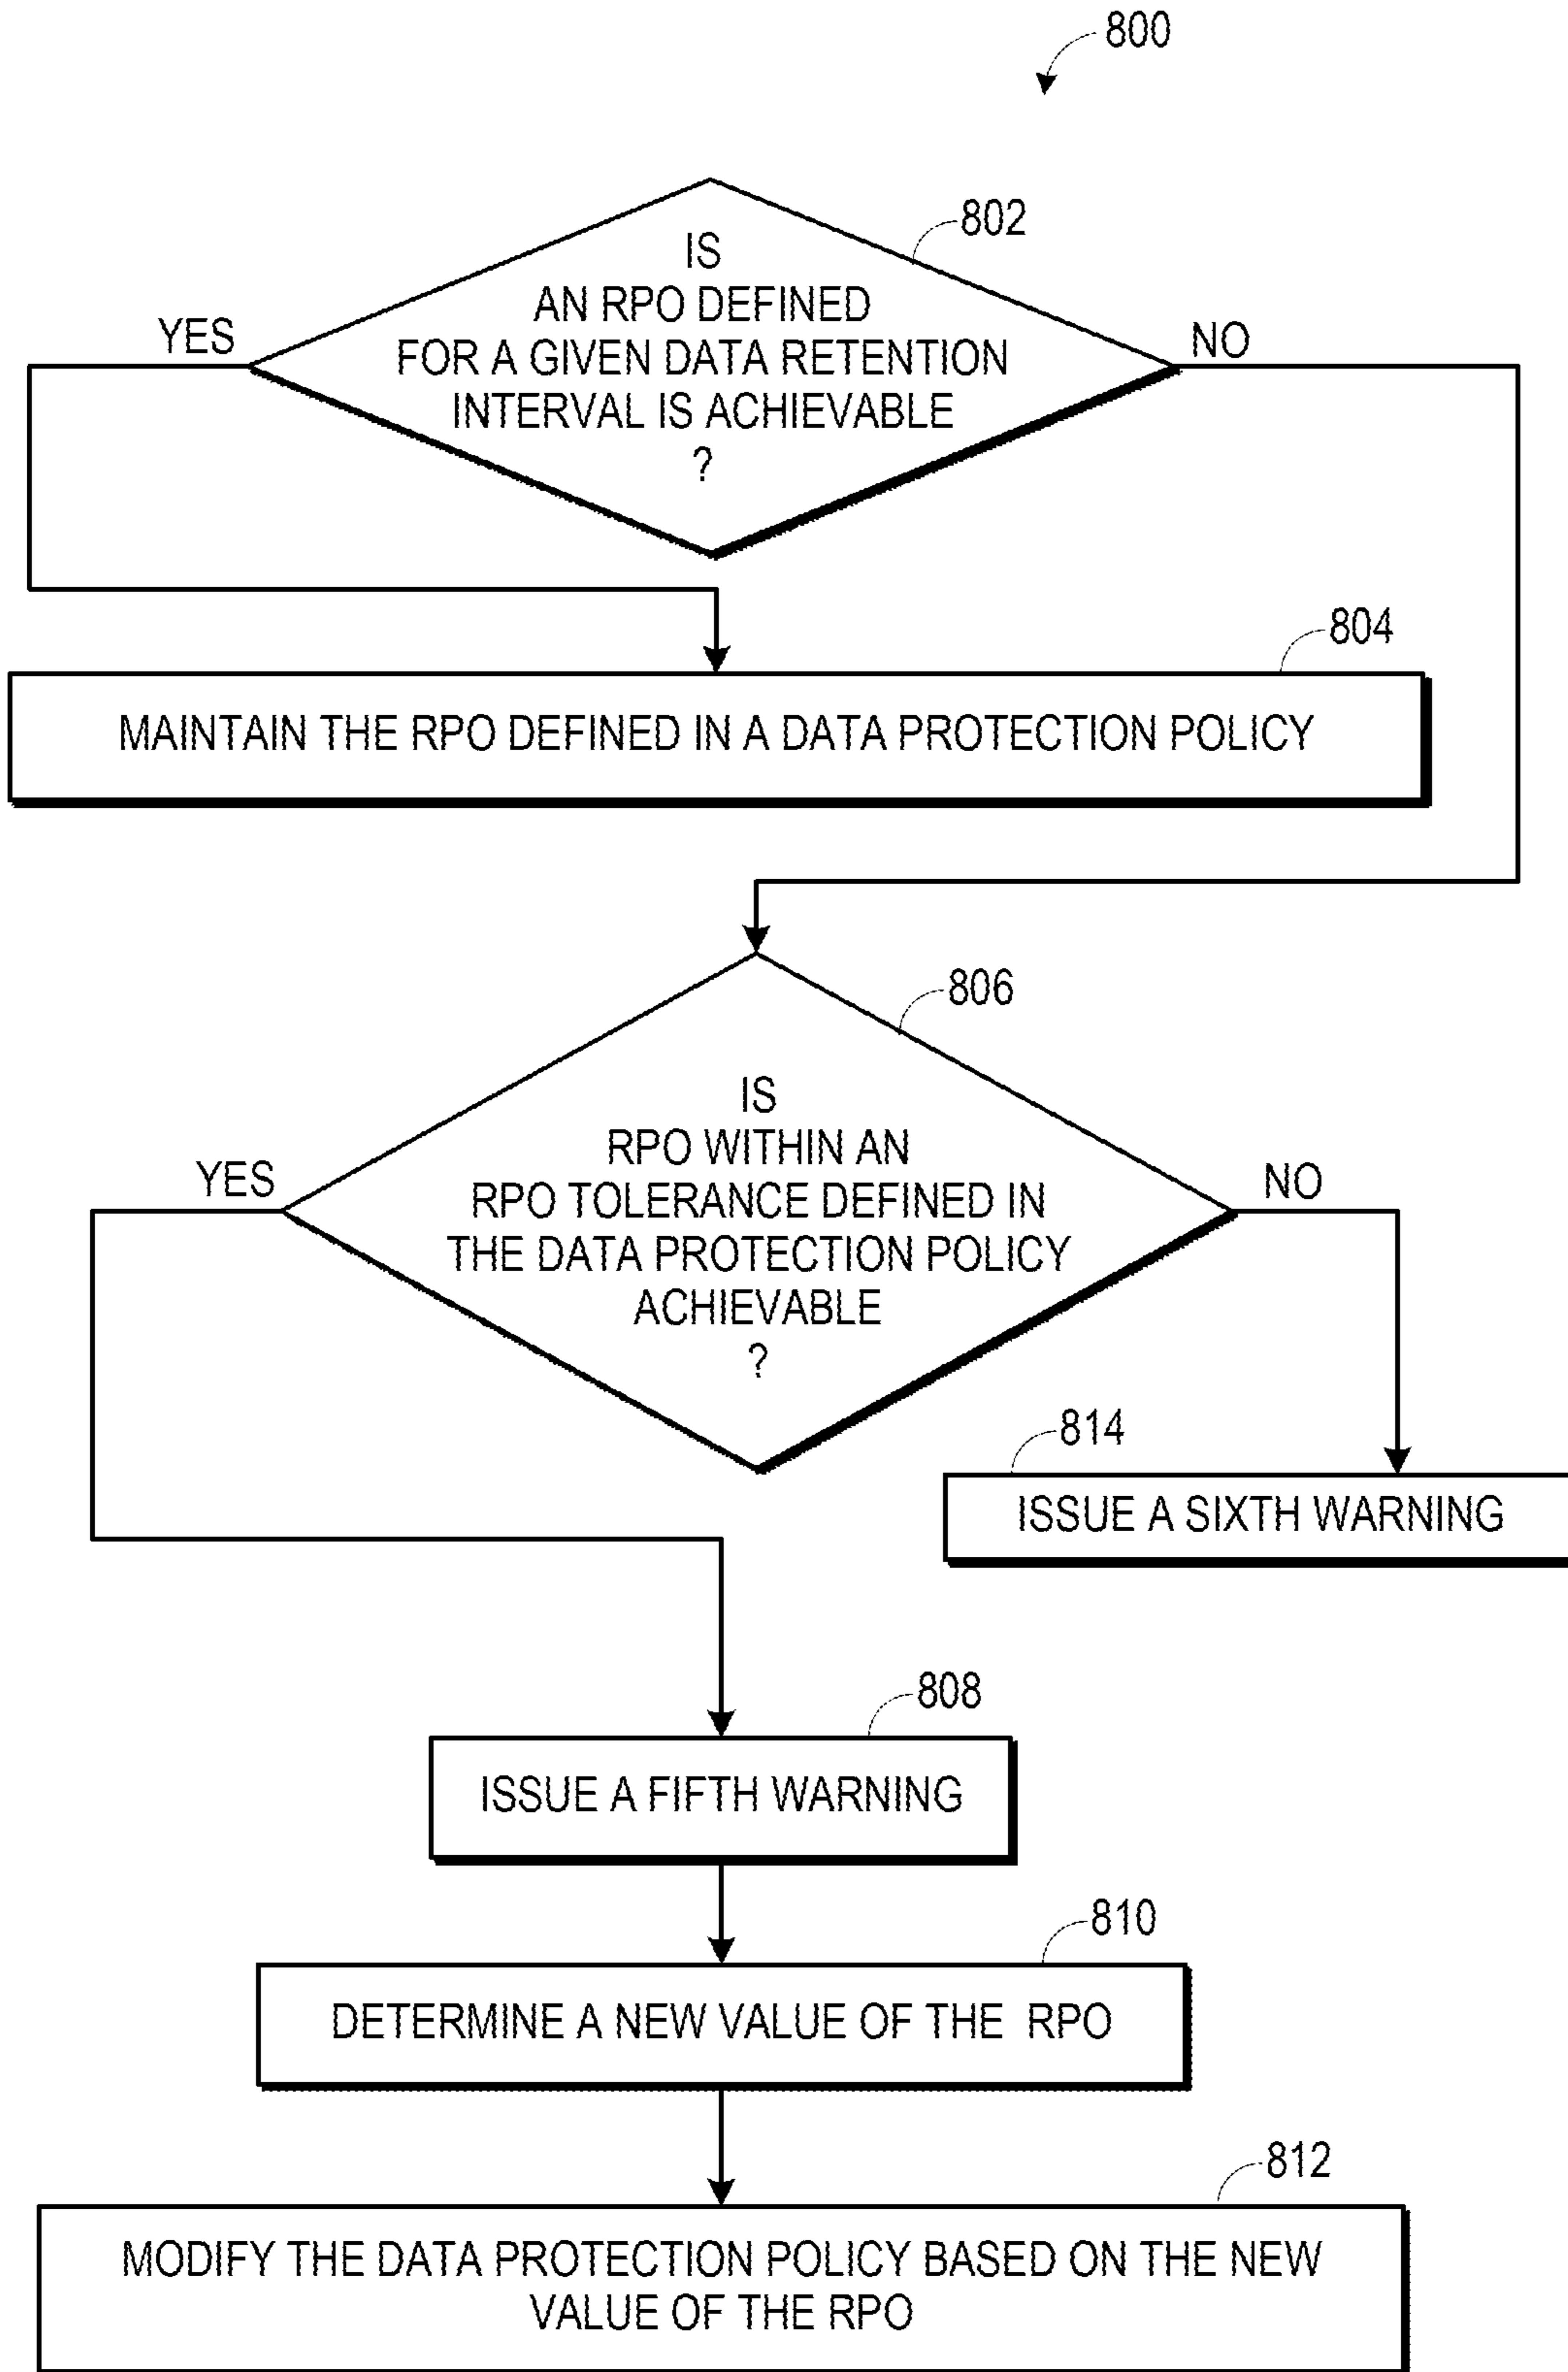 800
802
IS
AN RPO DEFINED
FOR A GIVEN DATA RETENTION
INTERVAL IS ACHIEVABLE
?
YES
NO
804
MAINTAIN THE RPO DEFINED IN A DATA PROTECTION POLICY
806
IS
RPO WITHIN AN
RPO TOLERANCE DEFINED IN
THE DATA PROTECTION POLICY
ACHIEVABLE
?
YES
NO
814
ISSUE A SIXTH WARNING
808
ISSUE A FIFTH WARNING
810
DETERMINE A NEW VALUE OF THE RPO
812
MODIFY THE DATA PROTECTION POLICY BASED ON THE NEW
VALUE OF THE RPO